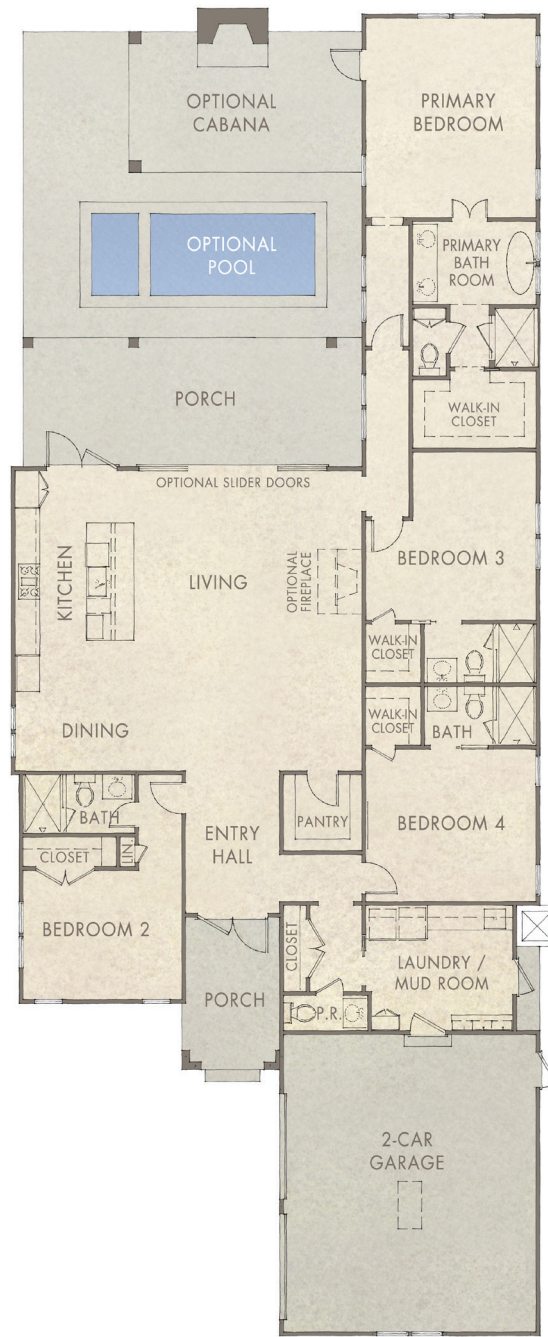 OPTIONAL
CABANA
PRIMARY
BEDROOM
OPTIONAL
POOL
PRIMARY
BATH
ROOM
PORCH
WALK-IN
CLOSET
OPTIONAL SLIDER DOORS
KITCHEN
LIVING
OPTIONAL
FIREPLACE
BEDROOM 3
WALK-IN
CLOSET
WALK-IN
CLOSET
BATH
DINING
BATH
CLOSET
LIN
ENTRY
HALL
PANTRY
BEDROOM 4
BEDROOM 2
PORCH
CLOSET
LAUNDRY /
MUD ROOM
P.R.
2-CAR
GARAGE